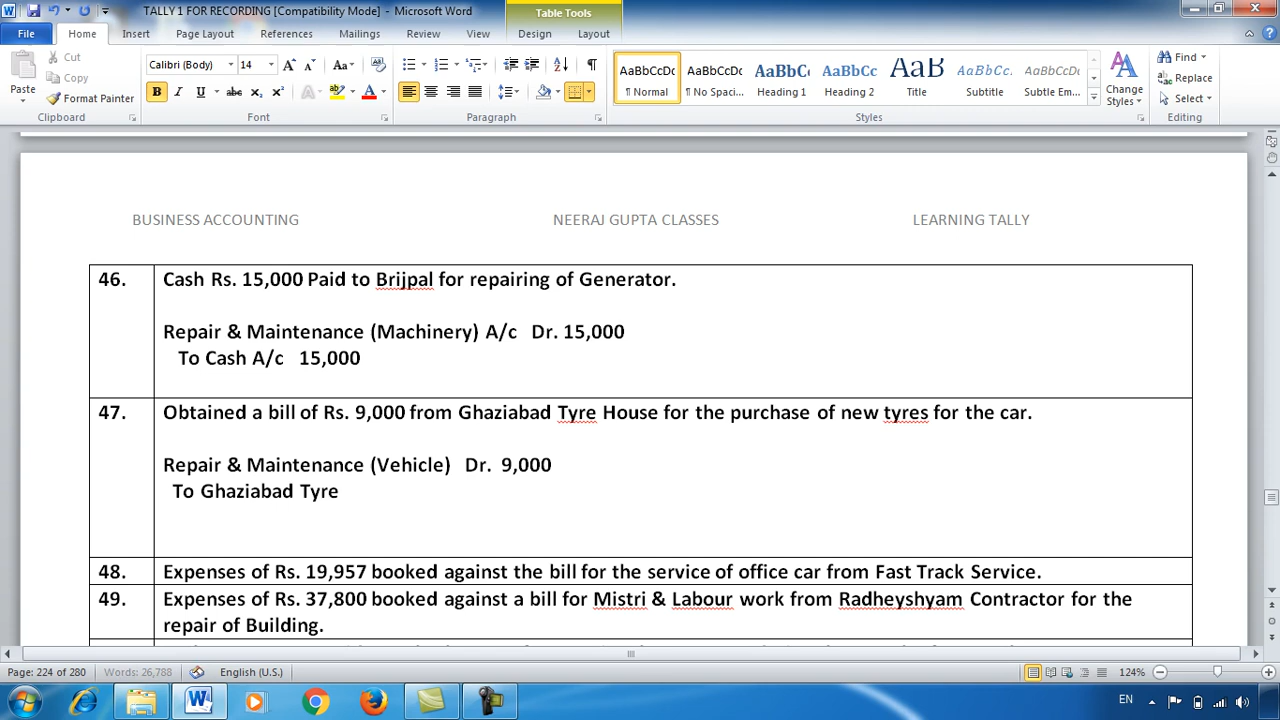 TALLY 1 FOR RECORDING [Compatibility Mode] - Microsoft Word
Table Tools
File Home Insert Page Layout References Mailings Review View Design Layout
Paste
Cut
Copy
Format Painter
Clipboard
Calibri (Body) 14
Font
Paragraph
AaBbCcDc AaBbCcDc AaBbCc AaBbCc AaB AaBbCc. AaBbCcDc
¶ Normal ¶ No Spaci... Heading 1 Heading 2 Title Subtitle Subtle Em...
Change
Styles
Styles
Find
Replace
Select
Editing
BUSINESS ACCOUNTING NEERAJ GUPTA CLASSES LEARNING TALLY
46. Cash Rs. 15,000 Paid to Brijpal for repairing of Generator.
Repair & Maintenance (Machinery) A/c Dr. 15,000
To Cash A/c 15,000
47. Obtained a bill of Rs. 9,000 from Ghaziabad Tyre House for the purchase of new tyres for the car.
Repair & Maintenance (Vehicle) Dr. 9,000
To Ghaziabad Tyre
48. Expenses of Rs. 19,957 booked against the bill for the service of office car from Fast Track Service.
49. Expenses of Rs. 37,800 booked against a bill for Mistri & Labour work from Radheyshyam Contractor for the
repair of Building.
Page: 224 of 280 Words: 26,788 English (U.S.) 124%
EN 6:59 PM